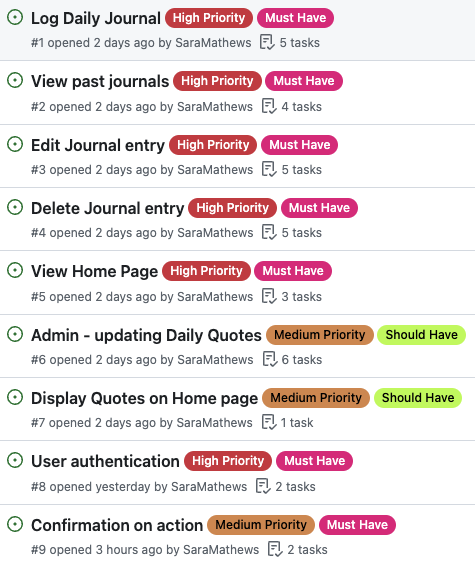 Log Daily Journal High Priority Must Have
#1 opened 2 days ago by SaraMathews 5 tasks
View past journals High Priority Must Have
#2 opened 2 days ago by SaraMathews 4 tasks
Edit Journal entry High Priority Must Have
#3 opened 2 days ago by SaraMathews 5 tasks
Delete Journal entry High Priority Must Have
#4 opened 2 days ago by SaraMathews 5 tasks
View Home Page High Priority Must Have
#5 opened 2 days ago by SaraMathews 3 tasks
Admin - updating Daily Quotes Medium Priority Should Have
#6 opened 2 days ago by SaraMathews 6 tasks
Display Quotes on Home page Medium Priority Should Have
#7 opened 2 days ago by SaraMathews 1 task
User authentication High Priority Must Have
#8 opened yesterday by SaraMathews 2 tasks
Confirmation on action Medium Priority Must Have
#9 opened 3 hours ago by SaraMathews 2 tasks